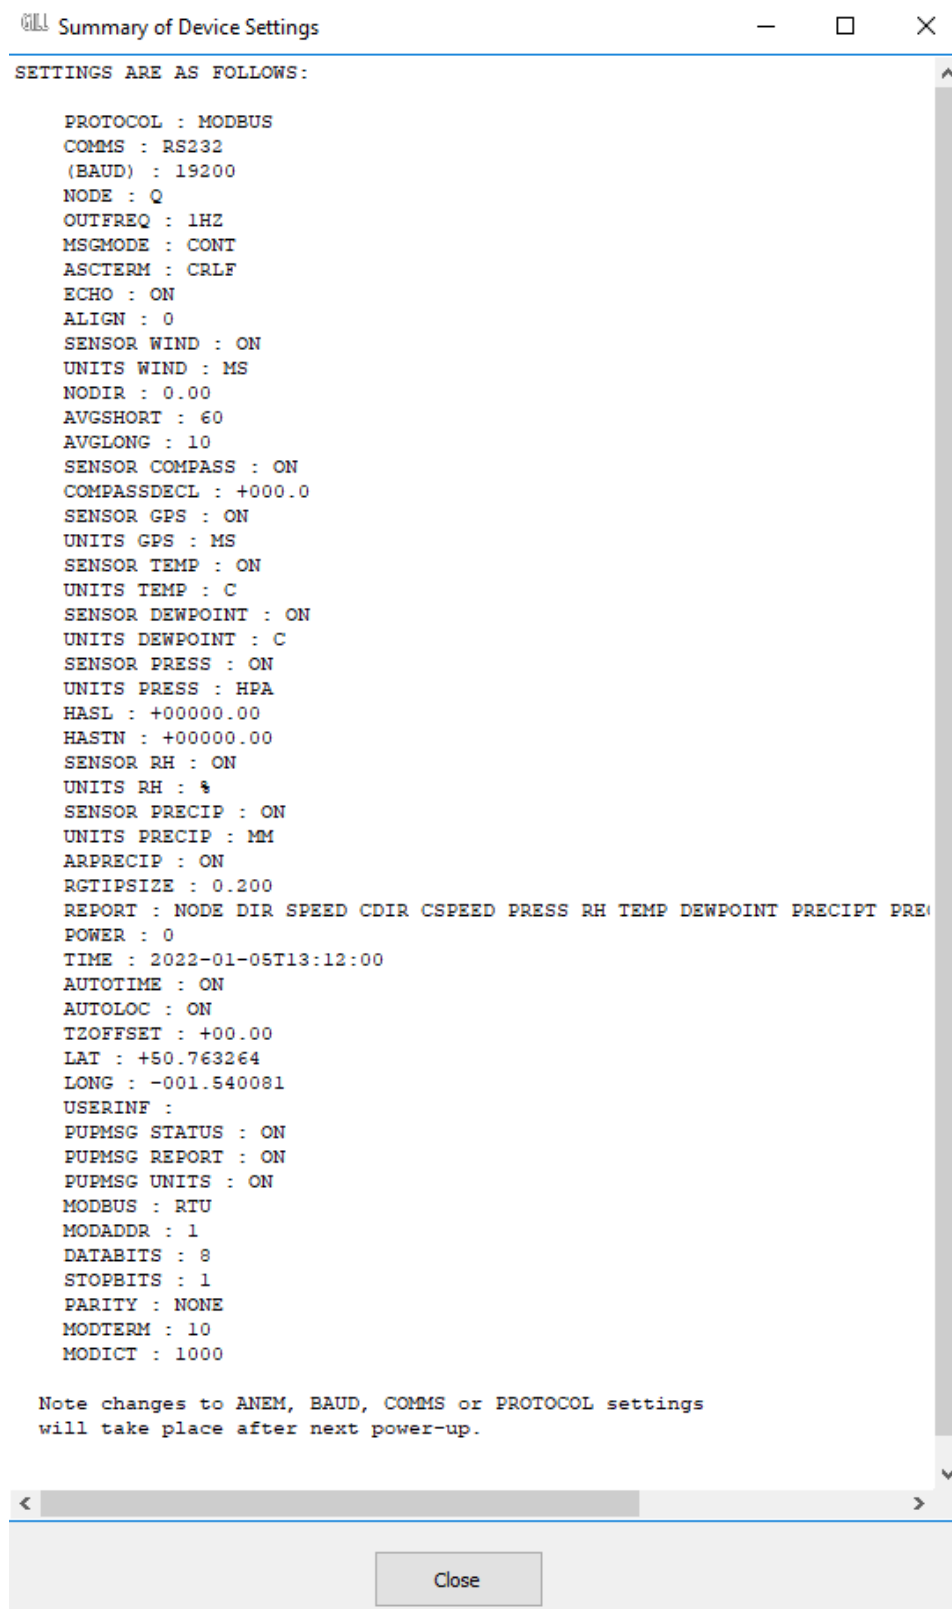 GILL Summary of Device Settings
SETTINGS ARE AS FOLLOWS:
PROTOCOL : MODBUS
COMMS : RS232
(BAUD) : 19200
NODE : Q
OUTFREQ : 1HZ
MSGMODE : CONT
ASCTERM : CRLF
ECHO : ON
ALIGN : 0
SENSOR WIND : ON
UNITS WIND : MS
NODIR : 0.00
AVGSHORT : 60
AVGLONG : 10
SENSOR COMPASS : ON
COMPASSDECL : +000.0
SENSOR GPS : ON
UNITS GPS : MS
SENSOR TEMP : ON
UNITS TEMP : C
SENSOR DEWPOINT : ON
UNITS DEWPOINT : C
SENSOR PRESS : ON
UNITS PRESS : HPA
HASL : +00000.00
HASTN : +00000.00
SENSOR RH : ON
UNITS RH : %
SENSOR PRECIP : ON
UNITS PRECIP : MM
ARPRECIP : ON
RGTIPSIZE : 0.200
REPORT : NODE DIR SPEED CDIR CSPEED PRESS RH TEMP DEWPOINT PRECIPT PRE
POWER : 0
TIME : 2022-01-05T13:12:00
AUTOTIME : ON
AUTOLOC : ON
TZOFFSET : +00.00
LAT : +50.763264
LONG : -001.540081
USERINF :
PUPMSG STATUS : ON
PUPMSG REPORT : ON
PUPMSG UNITS : ON
MODBUS : RTU
MODADDR : 1
DATABITS : 8
STOPBITS : 1
PARITY : NONE
MODTERM : 10
MODICT : 1000
Note changes to ANEM, BAUD, COMMS or PROTOCOL settings
will take place after next power-up.
Close